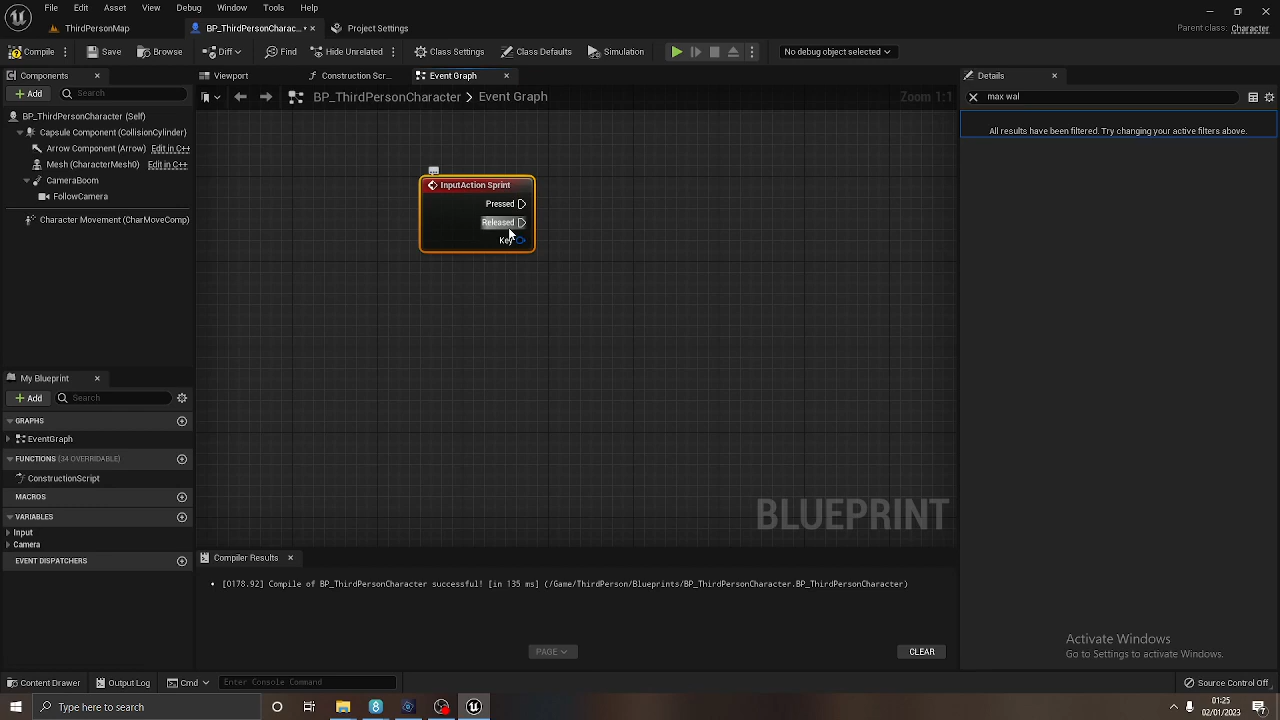 File Edit Asset View Debug Window Tools Help
ThirdPersonMap
BP_ThirdPersonCharac...
Project Settings
Parent class: Character
Compile
Save
Browse
Diff
Find
Hide Unrelated
Class Settings
Class Defaults
Simulation
No debug object selected
Components
Viewport
Construction Scr...
Event Graph
Details
Add
Search
BP_ThirdPersonCharacter > Event Graph
Zoom 1:1
max wal
BP_ThirdPersonCharacter (Self)
Capsule Component (CollisionCylinder)
Arrow Component (Arrow) Edit in C++
Mesh (CharacterMesh0) Edit in C++
CameraBoom
FollowCamera
Character Movement (CharMoveComp)
All results have been filtered. Try changing your active filters above.
InputAction Sprint
Pressed
Released
Key
My Blueprint
Add
Search
GRAPHS
EventGraph
FUNCTIONS (34 OVERRIDABLE)
ConstructionScript
MACROS
VARIABLES
Input
Camera
EVENT DISPATCHERS
BLUEPRINT
Compiler Results
[0178.92] Compile of BP_ThirdPersonCharacter successful! [in 135 ms] (/Game/ThirdPerson/Blueprints/BP_ThirdPersonCharacter.BP_ThirdPersonCharacter)
PAGE
CLEAR
Activate Windows
Go to Settings to activate Windows.
Content Drawer
Output Log
Cmd
Enter Console Command
Source Control Off
Type here to search
01:25
02/01/2023